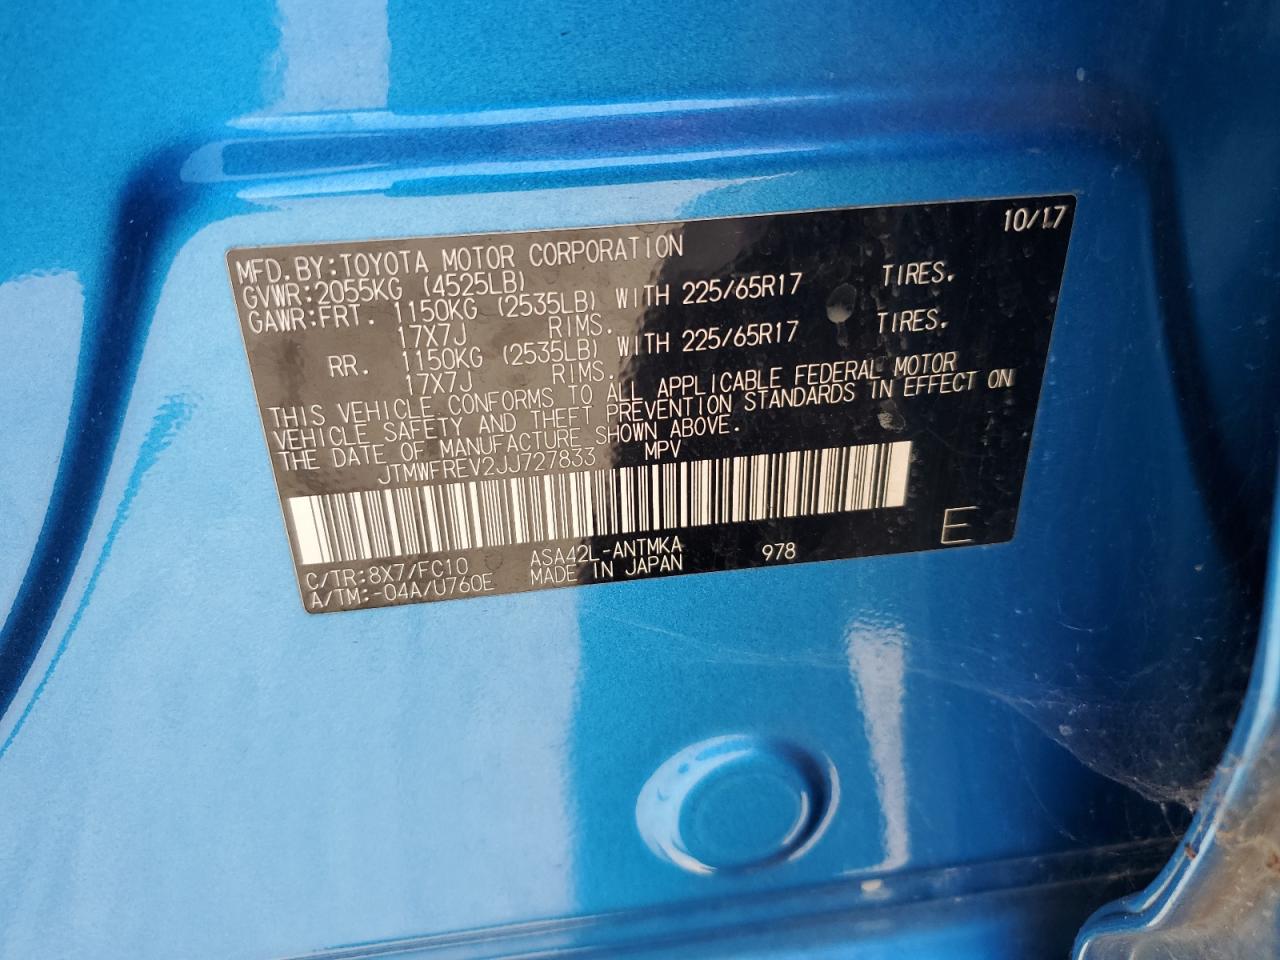 10/17
MFD.BY:TOYOTA MOTOR CORPORATION
GVWR:2055KG (4525LB)
GAWR:FRT. 1150KG (2535LB) WITH 225/65R17 TIRES.
17X7J RIMS.
RR. 1150KG (2535LB) WITH 225/65R17 TIRES.
17X7J RIMS.
THIS VEHICLE CONFORMS TO ALL APPLICABLE FEDERAL MOTOR
VEHICLE SAFETY AND THEFT PREVENTION STANDARDS IN EFFECT ON
THE DATE OF MANUFACTURE SHOWN ABOVE.
JTMWFREV2JJ727833 MPV
C/TR:8X7/FC10 ASA42L-ANTMKA 978 E
A/TM:-04A/U760E MADE IN JAPAN